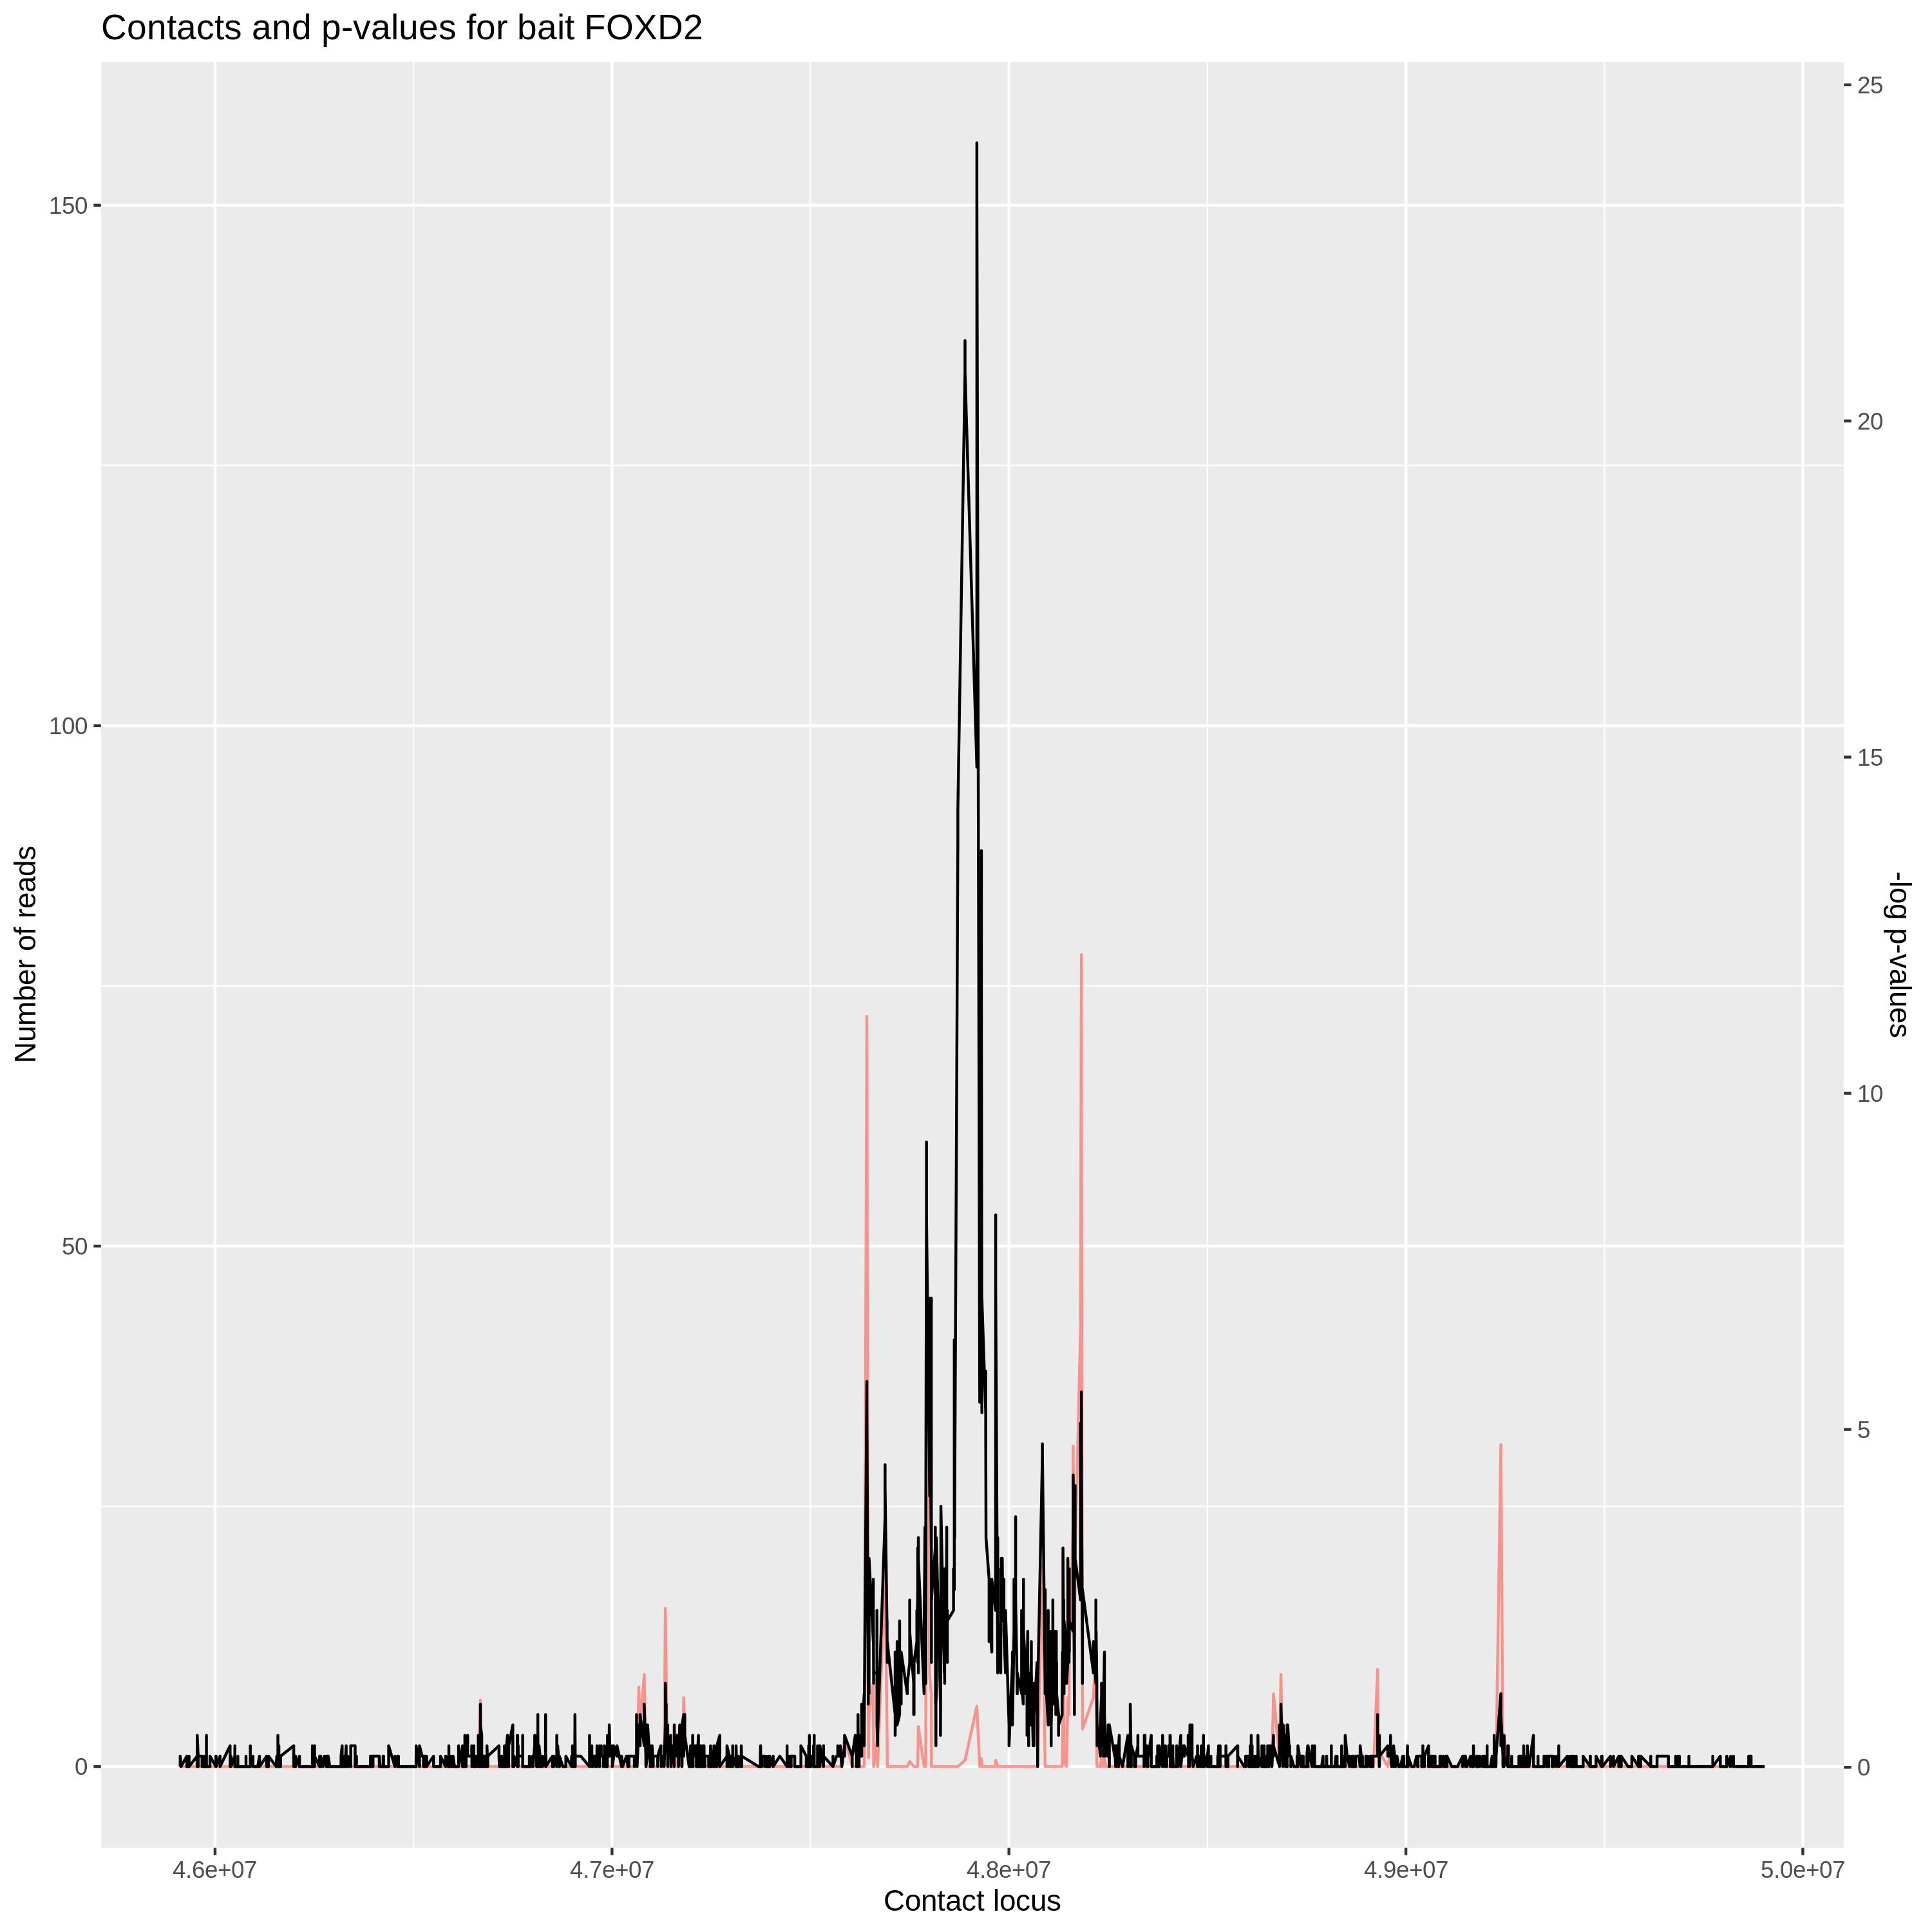 Contacts and p-values for bait FOXD2
150
100
50
0
25
20
15
10
5
0
Number of reads
-log p-values
4.6e+07 4.7e+07 4.8e+07 4.9e+07 5.0e+07
Contact locus